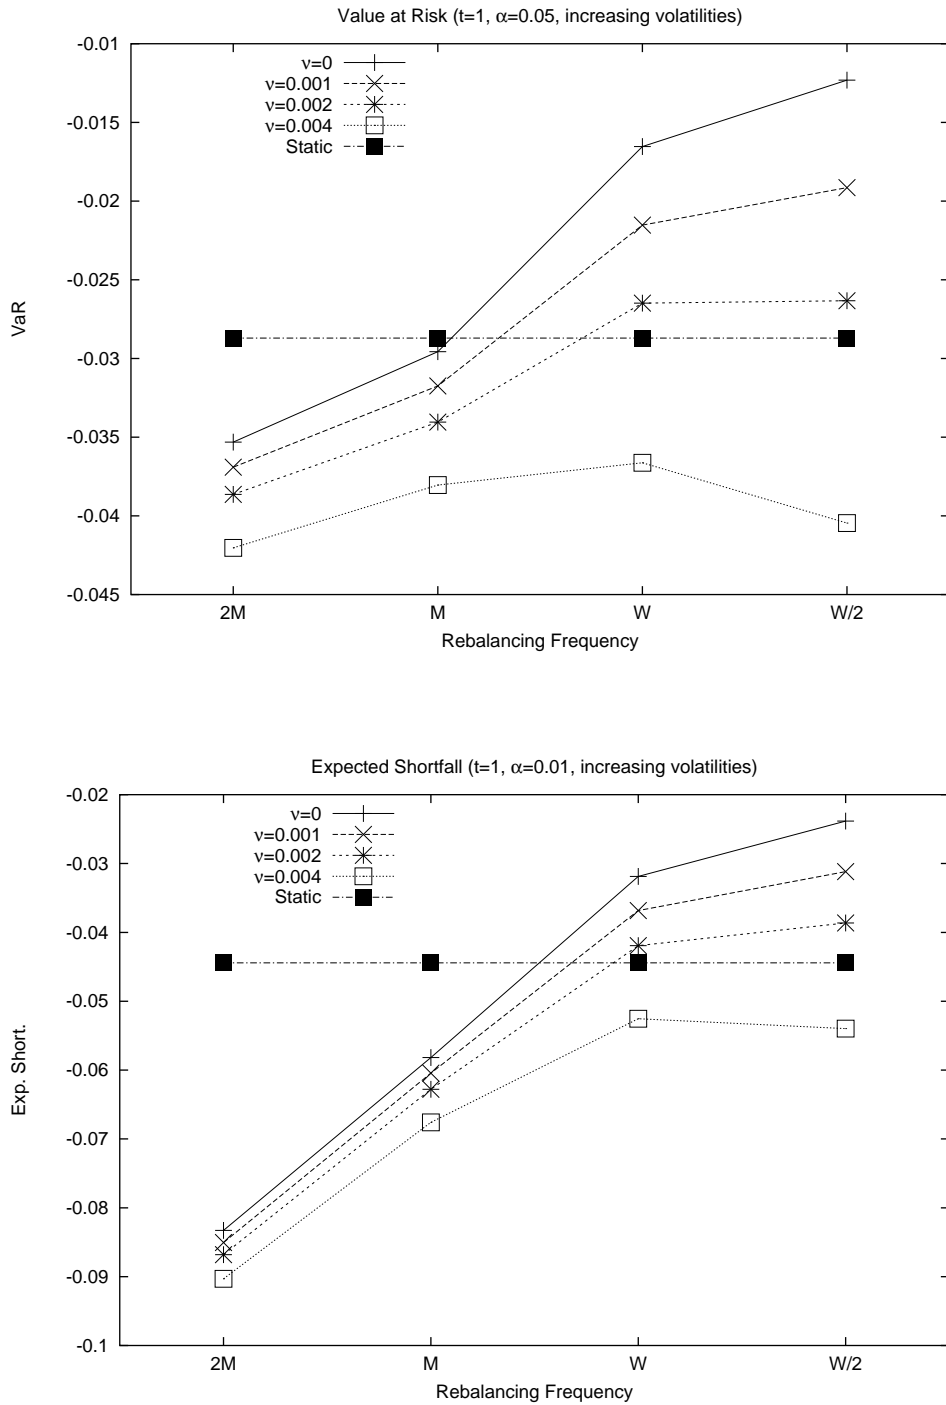 Value at Risk (t=1, α=0.05, increasing volatilities)
-0.01
-0.015
-0.02
-0.025
-0.03
-0.035
-0.04
-0.045
VaR
ν=0
ν=0.001
ν=0.002
ν=0.004
Static
2M M W W/2
Rebalancing Frequency
Expected Shortfall (t=1, α=0.01, increasing volatilities)
-0.02
-0.03
-0.04
-0.05
-0.06
-0.07
-0.08
-0.09
-0.1
Exp. Short.
ν=0
ν=0.001
ν=0.002
ν=0.004
Static
2M M W W/2
Rebalancing Frequency